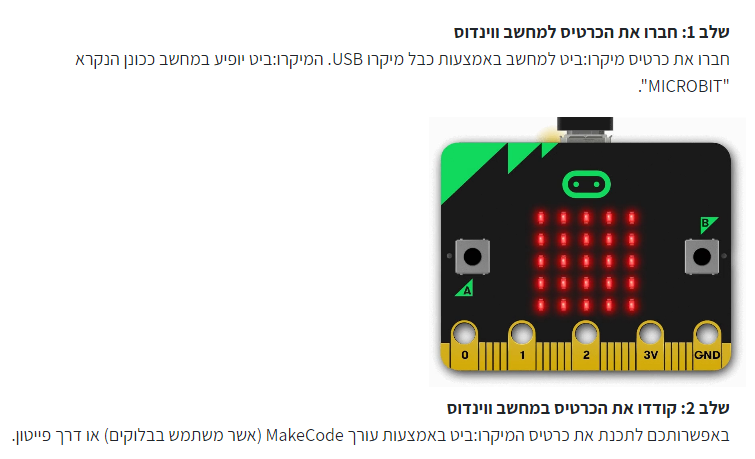 שלב 1: חברו את הכרטיס למחשב ווינדוס
חברו את כרטיס מיקרו:ביט למחשב באמצעות כבל מיקרו USB. המיקרו:ביט יופיע במחשב ככונן הנקרא
"MICROBIT".
B
A
0 1 2 3V GND
שלב 2: קודדו את הכרטיס במחשב ווינדוס
באפשרותכם לתכנת את כרטיס המיקרו:ביט באמצעות עורך MakeCode (אשר משתמש בבלוקים) או דרך פייטון.